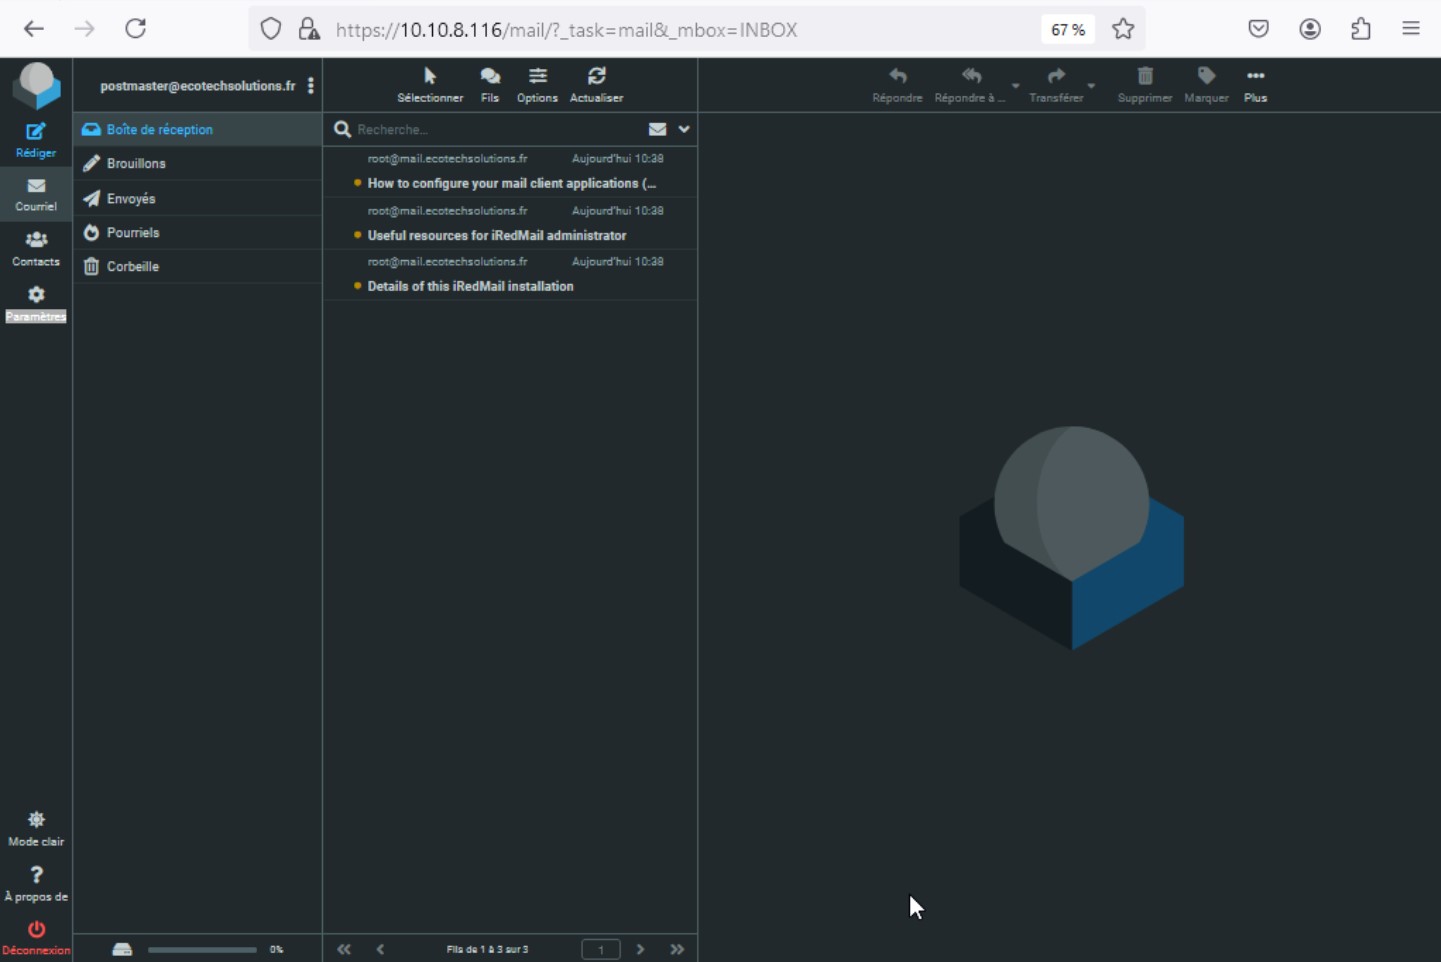 https://10.10.8.116/mail/?_task=mail&_mbox=INBOX
67 %
postmaster@ecotechsolutions.fr
Sélectionner
Fils
Options
Actualiser
Répondre
Répondre à ...
Transférer
Supprimer
Marquer
Plus
Rédiger
Courriel
Contacts
Paramètres
Boîte de réception
Brouillons
Envoyés
Pourriels
Corbeille
Recherche...
root@mail.ecotechsolutions.fr Aujourd'hui 10:38
How to configure your mail client applications (...
root@mail.ecotechsolutions.fr Aujourd'hui 10:38
Useful resources for iRedMail administrator
root@mail.ecotechsolutions.fr Aujourd'hui 10:38
Details of this iRedMail installation
Mode clair
?
À propos de
Déconnexion
0%
Fils de 1 à 3 sur 3
1